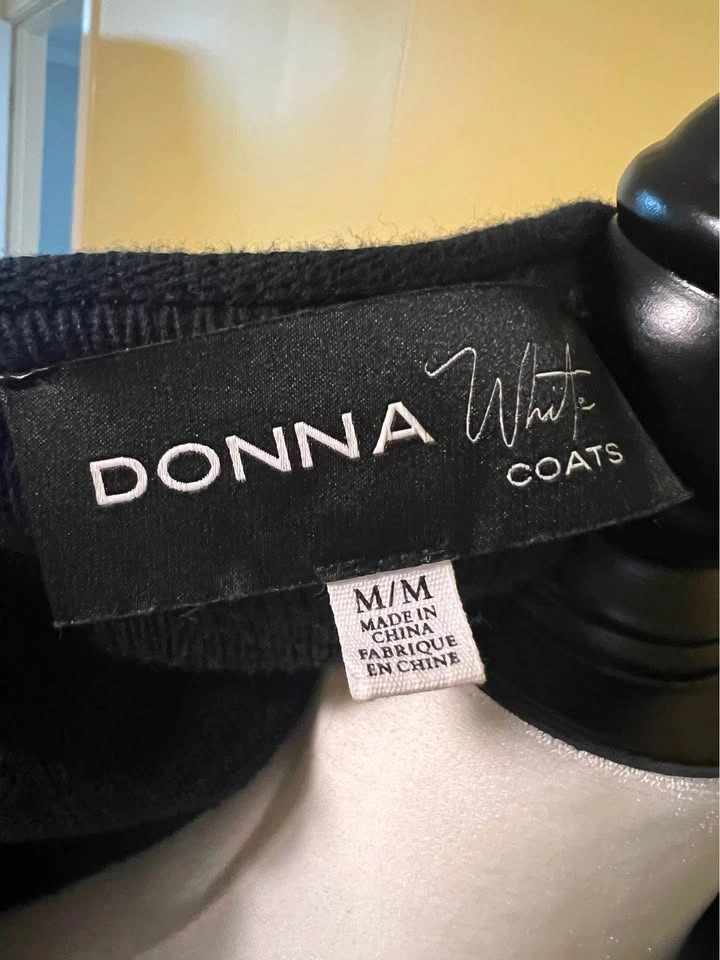 DONNA White
COATS
M/M
MADE IN
CHINA
FABRIQUE
EN CHINE